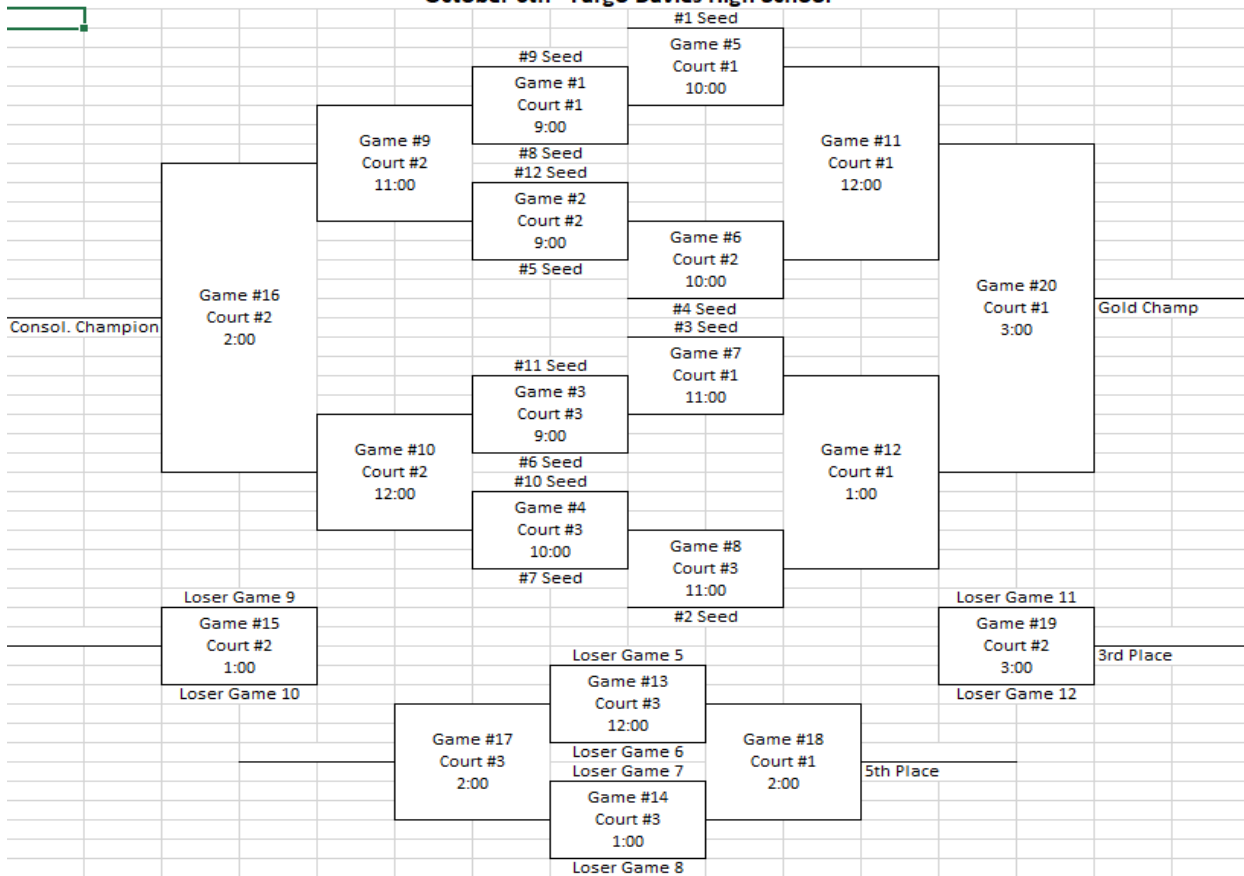 October - Fargo Davies High School
#1 Seed
Game #5
Court #1
10:00
#9 Seed
Game #1
Court #1
9:00
#8 Seed
Game #9
Court #2
11:00
Game #11
Court #1
12:00
#12 Seed
Game #2
Court #2
9:00
#5 Seed
Game #6
Court #2
10:00
#4 Seed
Game #16
Court #2
2:00
Consol. Champion
Game #20
Court #1
3:00
Gold Champ
#3 Seed
Game #7
Court #1
11:00
#11 Seed
Game #3
Court #3
9:00
#6 Seed
Game #10
Court #2
12:00
Game #12
Court #1
1:00
#10 Seed
Game #4
Court #3
10:00
#7 Seed
Game #8
Court #3
11:00
#2 Seed
Loser Game 9
Game #15
Court #2
1:00
Loser Game 10
Loser Game 11
Game #19
Court #2
3:00
3rd Place
Loser Game 12
Loser Game 5
Game #13
Court #3
12:00
Loser Game 6
Game #17
Court #3
2:00
Game #18
Court #1
2:00
5th Place
Loser Game 7
Game #14
Court #3
1:00
Loser Game 8